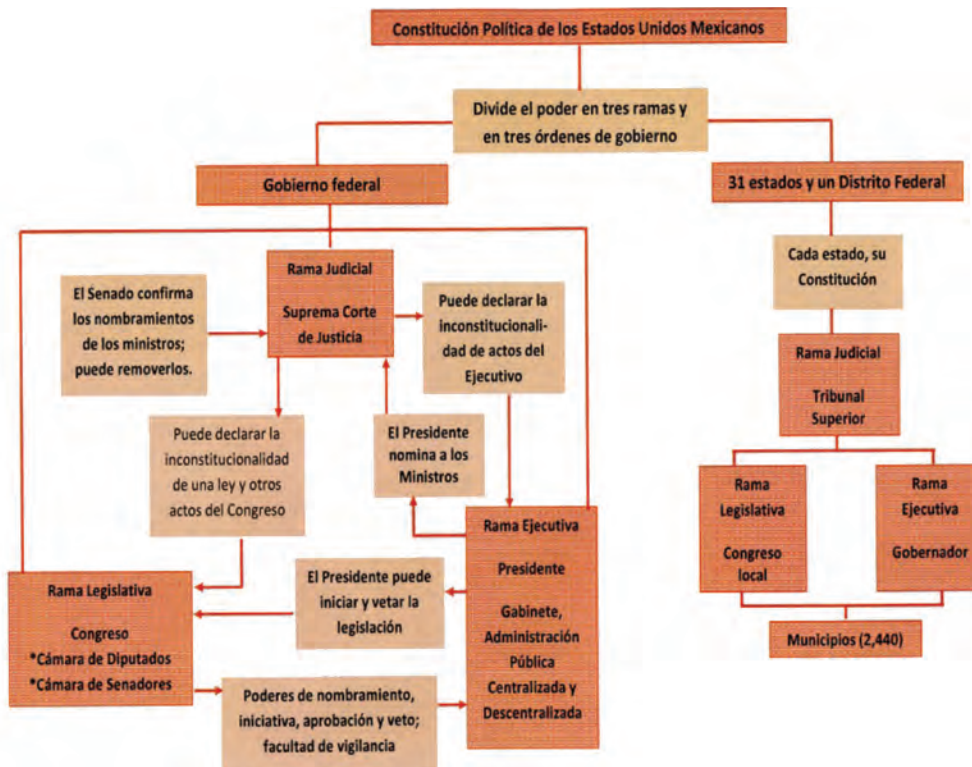 Constitución Política de los Estados Unidos Mexicanos
Divide el poder en tres ramas y
en tres órdenes de gobierno
Gobierno federal
31 estados y un Distrito Federal
Rama Judicial
Suprema Corte
de Justicia
El Senado confirma
los nombramientos
de los ministros;
puede removerlos.
Puede declarar la
inconstitucionali-
dad de actos del
Ejecutivo
Cada estado, su
Constitución
Rama Judicial
Tribunal
Superior
Puede declarar la
inconstitucionalidad
de una ley y otros
actos del Congreso
El Presidente
nomina a los
Ministros
Rama
Legislativa
Congreso
local
Rama
Ejecutiva
Gobernador
Rama Ejecutiva
Presidente
Gabinete,
Administración
Pública
Centralizada y
Descentralizada
Rama Legislativa
Congreso
*Cámara de Diputados
*Cámara de Senadores
El Presidente puede
iniciar y vetar la
legislación
Municipios (2,440)
Poderes de nombramiento,
iniciativa, aprobación y veto;
facultad de vigilancia